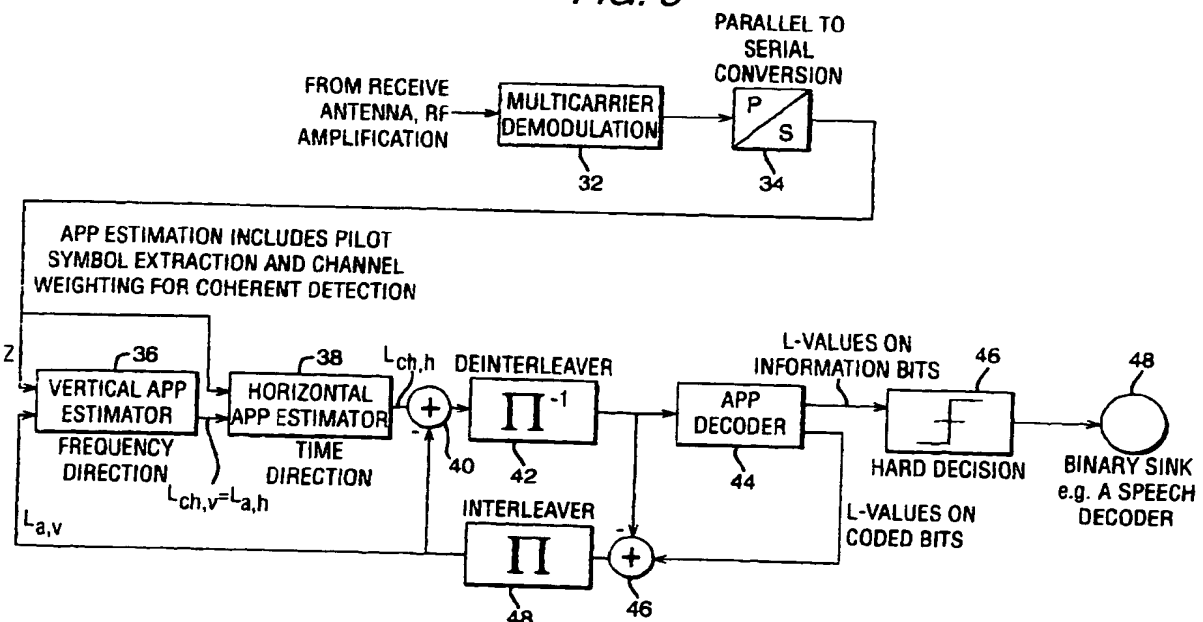 PARALLEL TO
SERIAL
CONVERSION
FROM RECEIVE
ANTENNA, RF
AMPLIFICATION
MULTICARRIER
DEMODULATION
P
S
32
34
APP ESTIMATION INCLUDES PILOT
SYMBOL EXTRACTION AND CHANNEL
WEIGHTING FOR COHERENT DETECTION
Z
36
VERTICAL APP
ESTIMATOR
FREQUENCY
DIRECTION
38
HORIZONTAL
APP ESTIMATOR
TIME
DIRECTION
Lch,v=La,h
La,v
Lch,h
+
-
40
DEINTERLEAVER
∏ -1
42
APP
DECODER
44
L-VALUES ON
INFORMATION BITS
46
HARD DECISION
48
BINARY SINK
e.g. A SPEECH
DECODER
L-VALUES ON
CODED BITS
INTERLEAVER
∏
48
-
+
46